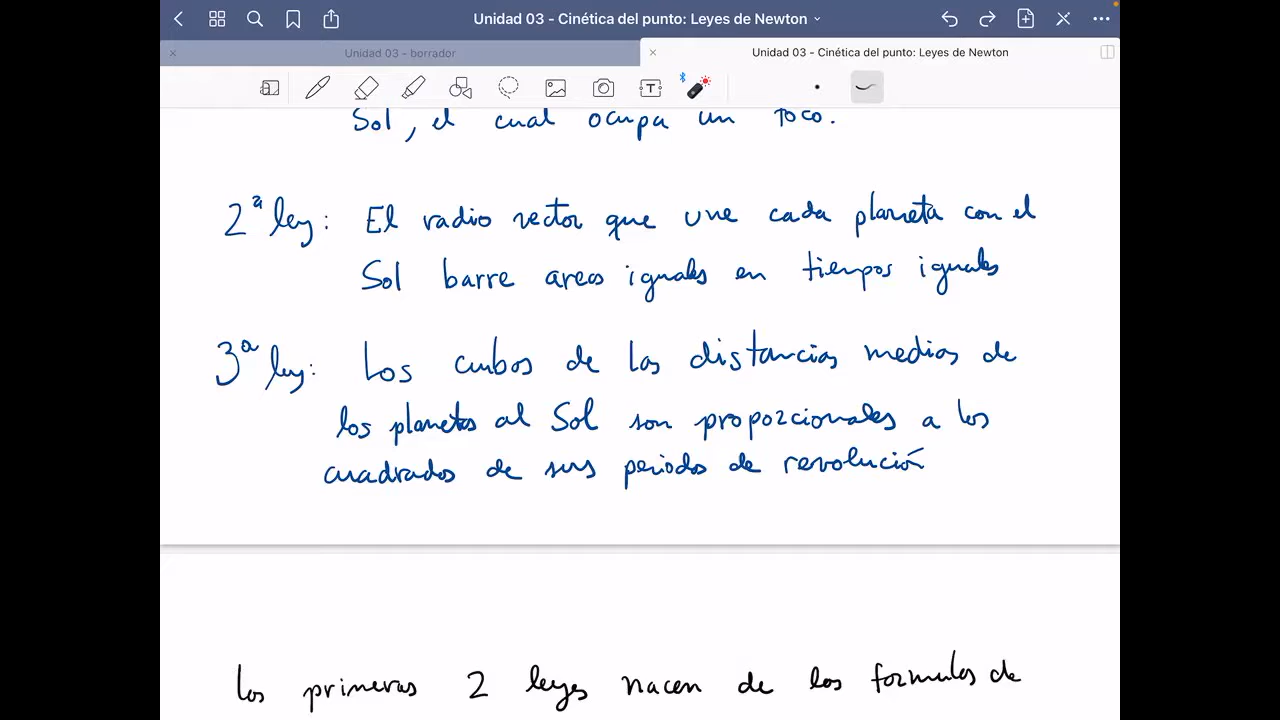 Unidad 03 - Cinética del punto: Leyes de Newton
Unidad 03 - borrador
Unidad 03 - Cinética del punto: Leyes de Newton
Sol, el cual ocupa un foco.
2ª ley: El radio vector que une cada planeta con el
Sol barre areas iguales en tiempos iguales
3ª ley: Los cubos de las distancias medias de
los planetas al Sol son proporcionales a los
cuadrados de sus periodos de revolución
Las primeras 2 leyes nacen de las formulas de